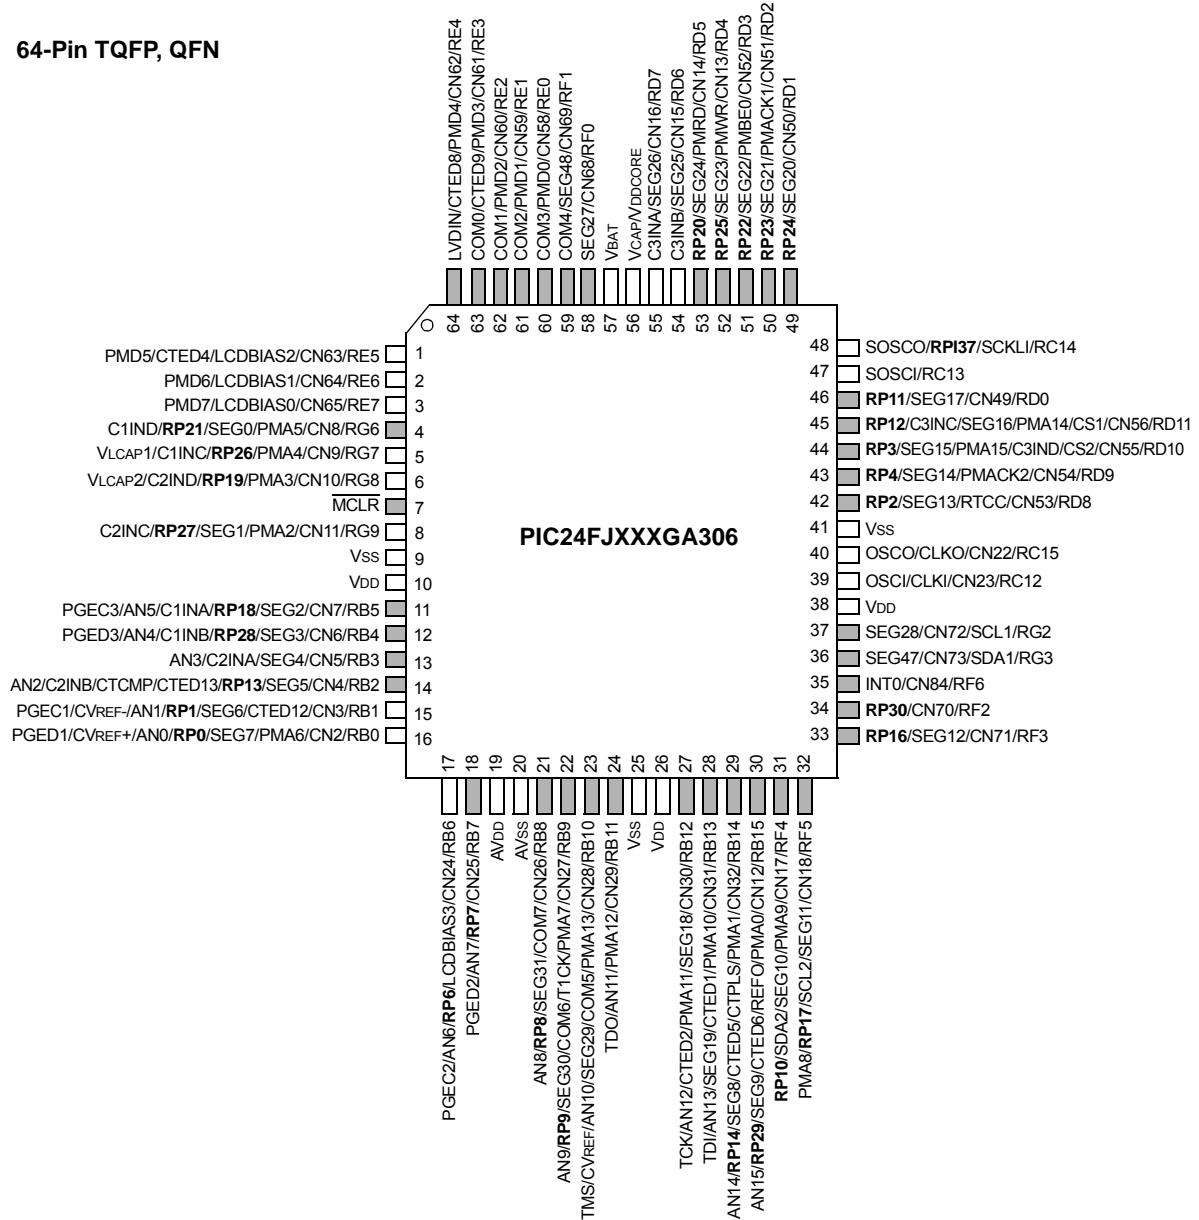 64-Pin TQFP, QFN
LVDIN/CTED8/PMD4/CN62/RE4
COM0/CTED9/PMD3/CN61/RE3
COM1/PMD2/CN60/RE2
COM2/PMD1/CN59/RE1
COM3/PMD0/CN58/RE0
COM4/SEG48/CN69/RF1
SEG27/CN68/RF0
VBAT
VCAP/VDDCORE
C3INA/SEG26/CN16/RD7
C3INB/SEG25/CN15/RD6
RP20/SEG24/PMRD/CN14/RD5
RP25/SEG23/PMWR/CN13/RD4
RP22/SEG22/PMBE0/CN52/RD3
RP23/SEG21/PMACK1/CN51/RD2
RP24/SEG20/CN50/RD1
64 63 62 61 60 59 58 57 56 55 54 53 52 51 50 49
PMD5/CTED4/LCDBIAS2/CN63/RE5 1
PMD6/LCDBIAS1/CN64/RE6 2
PMD7/LCDBIAS0/CN65/RE7 3
C1IND/RP21/SEG0/PMA5/CN8/RG6 4
VLCAP1/C1INC/RP26/PMA4/CN9/RG7 5
VLCAP2/C2IND/RP19/PMA3/CN10/RG8 6
MCLR 7
C2INC/RP27/SEG1/PMA2/CN11/RG9 8
VSS 9
VDD 10
PGEC3/AN5/C1INA/RP18/SEG2/CN7/RB5 11
PGED3/AN4/C1INB/RP28/SEG3/CN6/RB4 12
AN3/C2INA/SEG4/CN5/RB3 13
AN2/C2INB/CTCMP/CTED13/RP13/SEG5/CN4/RB2 14
PGEC1/CVREF-/AN1/RP1/SEG6/CTED12/CN3/RB1 15
PGED1/CVREF+/AN0/RP0/SEG7/PMA6/CN2/RB0 16
PIC24FJXXXGA306
48 SOSCO/RPI37/SCKLI/RC14
47 SOSCI/RC13
46 RP11/SEG17/CN49/RD0
45 RP12/C3INC/SEG16/PMA14/CS1/CN56/RD11
44 RP3/SEG15/PMA15/C3IND/CS2/CN55/RD10
43 RP4/SEG14/PMACK2/CN54/RD9
42 RP2/SEG13/RTCC/CN53/RD8
41 VSS
40 OSCO/CLKO/CN22/RC15
39 OSCI/CLKI/CN23/RC12
38 VDD
37 SEG28/CN72/SCL1/RG2
36 SEG47/CN73/SDA1/RG3
35 INT0/CN84/RF6
34 RP30/CN70/RF2
33 RP16/SEG12/CN71/RF3
17 18 19 20 21 22 23 24 25 26 27 28 29 30 31 32
PGEC2/AN6/RP6/LCDBIAS3/CN24/RB6
PGED2/AN7/RP7/CN25/RB7
AVDD
AVSS
AN8/RP8/SEG31/COM7/CN26/RB8
AN9/RP9/SEG30/COM6/T1CK/PMA7/CN27/RB9
TMS/CVREF/AN10/SEG29/COM5/PMA13/CN28/RB10
TDO/AN11/PMA12/CN29/RB11
VSS
VDD
TCK/AN12/CTED2/PMA11/SEG18/CN30/RB12
TDI/AN13/SEG19/CTED1/PMA10/CN31/RB13
AN14/RP14/SEG8/CTED5/CTPLS/PMA1/CN32/RB14
AN15/RP29/SEG9/CTED6/REFO/PMA0/CN12/RB15
RP10/SDA2/SEG10/PMA9/CN17/RF4
PMA8/RP17/SCL2/SEG11/CN18/RF5